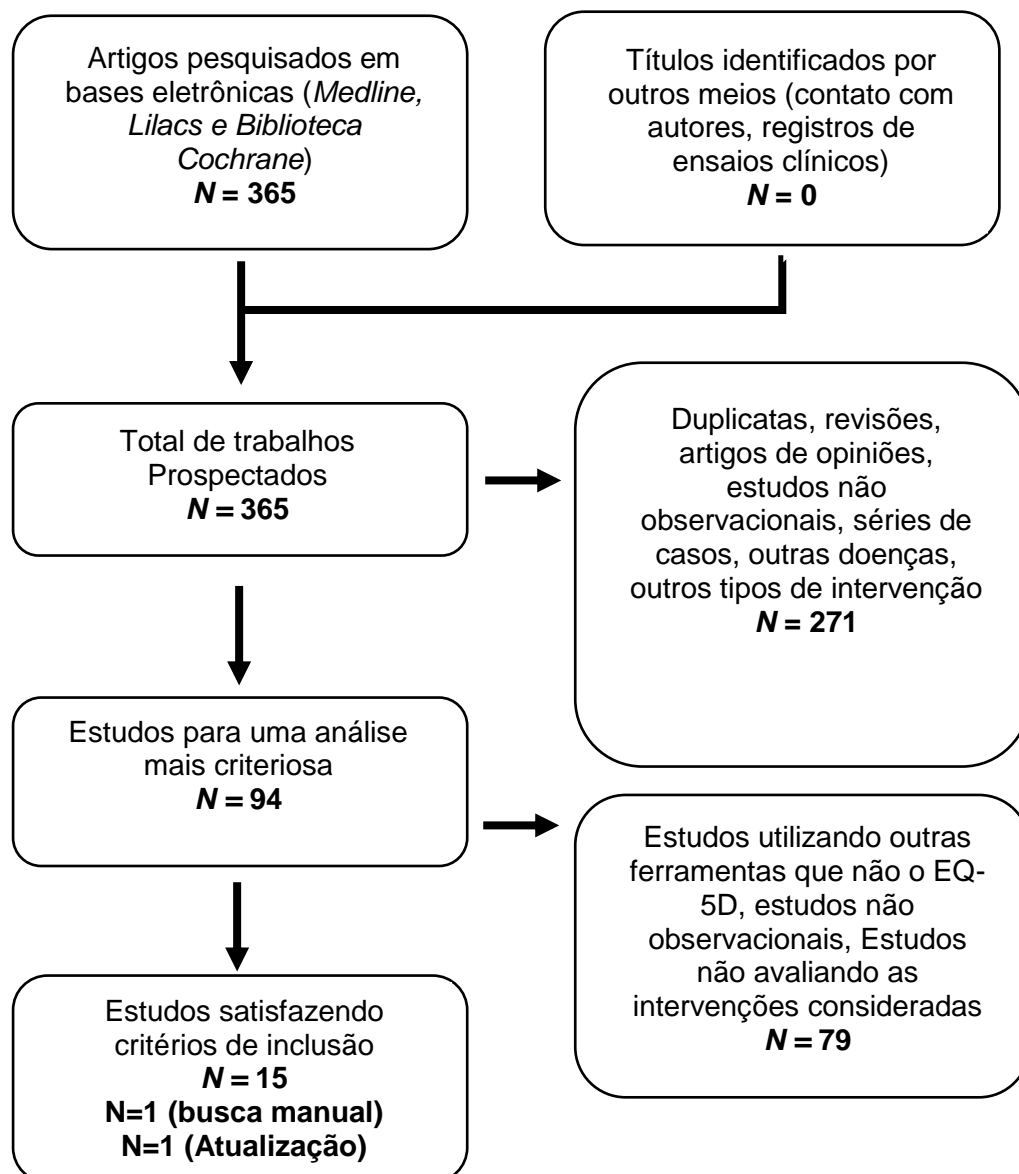 Artigos pesquisados em
bases eletrônicas (Medline,
Lilacs e Biblioteca
Cochrane)
N = 365
Títulos identificados por
outros meios (contato com
autores, registros de
ensaios clínicos)
N = 0
Total de trabalhos
Prospectados
N = 365
Duplicatas, revisões,
artigos de opiniões,
estudos não
observacionais, séries de
casos, outras doenças,
outros tipos de intervenção
N = 271
Estudos para uma análise
mais criteriosa
N = 94
Estudos utilizando outras
ferramentas que não o EQ-
5D, estudos não
observacionais, Estudos
não avaliando as
intervenções consideradas
N = 79
Estudos satisfazendo
critérios de inclusão
N = 15
N=1 (busca manual)
N=1 (Atualização)